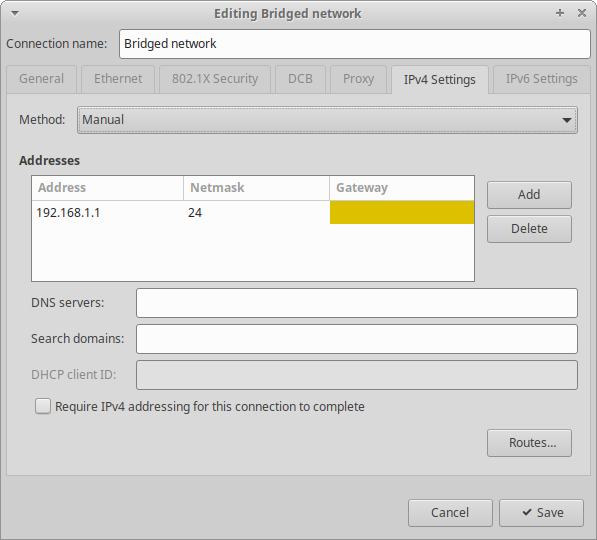 Editing Bridged network
Connection name: Bridged network
General Ethernet 802.1X Security DCB Proxy IPv4 Settings IPv6 Settings
Method: Manual
Addresses
Address Netmask Gateway
192.168.1.1 24
Add
Delete
DNS servers:
Search domains:
DHCP client ID:
Require IPv4 addressing for this connection to complete
Routes...
Cancel Save